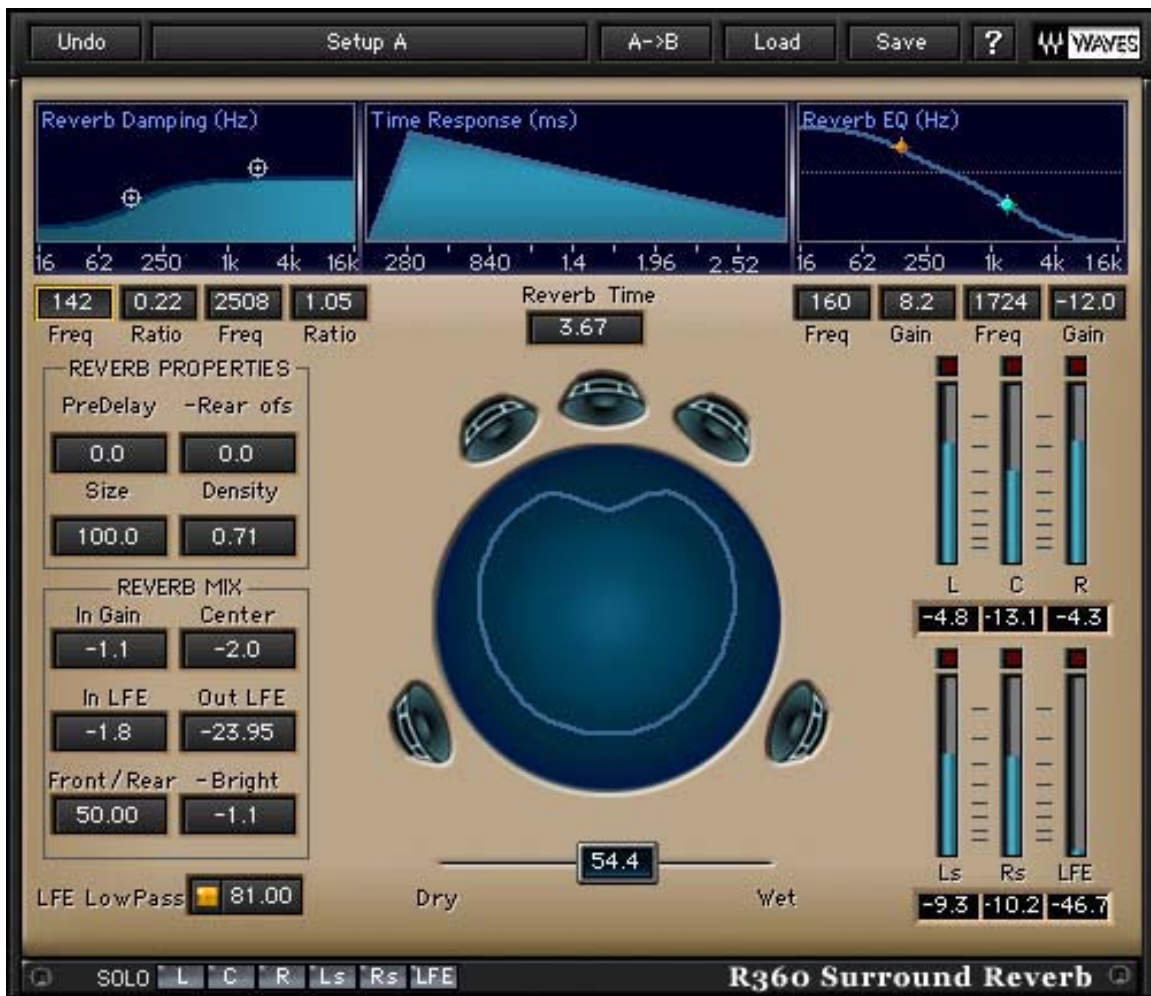 Undo Setup A A->B Load Save ? WAVES
Reverb Damping (Hz) Time Response (ms) Reverb EQ (Hz)
16 62 250 1k 4k 16k 280 840 1.4 1.96 2.52 16 62 250 1k 4k 16k
142 0.22 2508 1.05 Reverb Time 160 8.2 1724 -12.0
Freq Ratio Freq Ratio 3.67 Freq Gain Freq Gain
REVERB PROPERTIES
PreDelay -Rear ofs
0.0 0.0
Size Density
100.0 0.71
REVERB MIX
In Gain Center
-1.1 -2.0
In LFE Out LFE
-1.8 -23.95
Front/Rear -Bright
50.00 -1.1
LFE LowPass 81.00
54.4
Dry Wet
L C R
-4.8 -13.1 -4.3
Ls Rs LFE
-9.3 -10.2 -46.7
SOLO L C R Ls Rs LFE R360 Surround Reverb